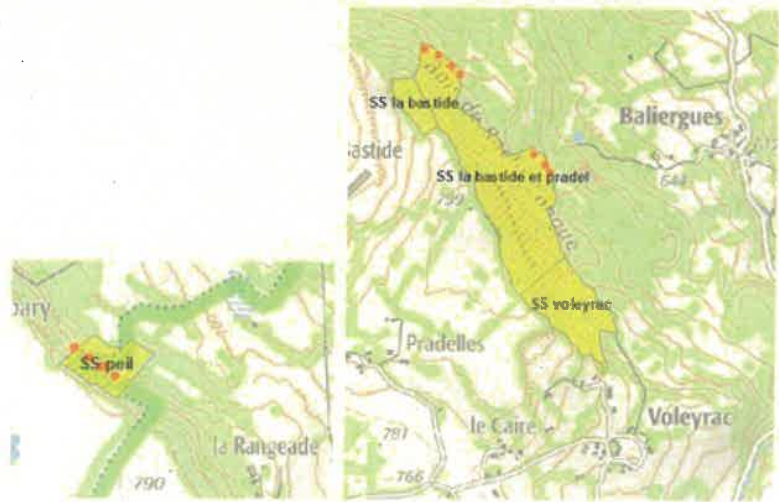 SS la bastide
Baliergues
SS la bastide et pradel
644
799
SS voleyrac
Pradelles
le Caire
Voleyrac
781
766
SS peil
la Rangeade
790